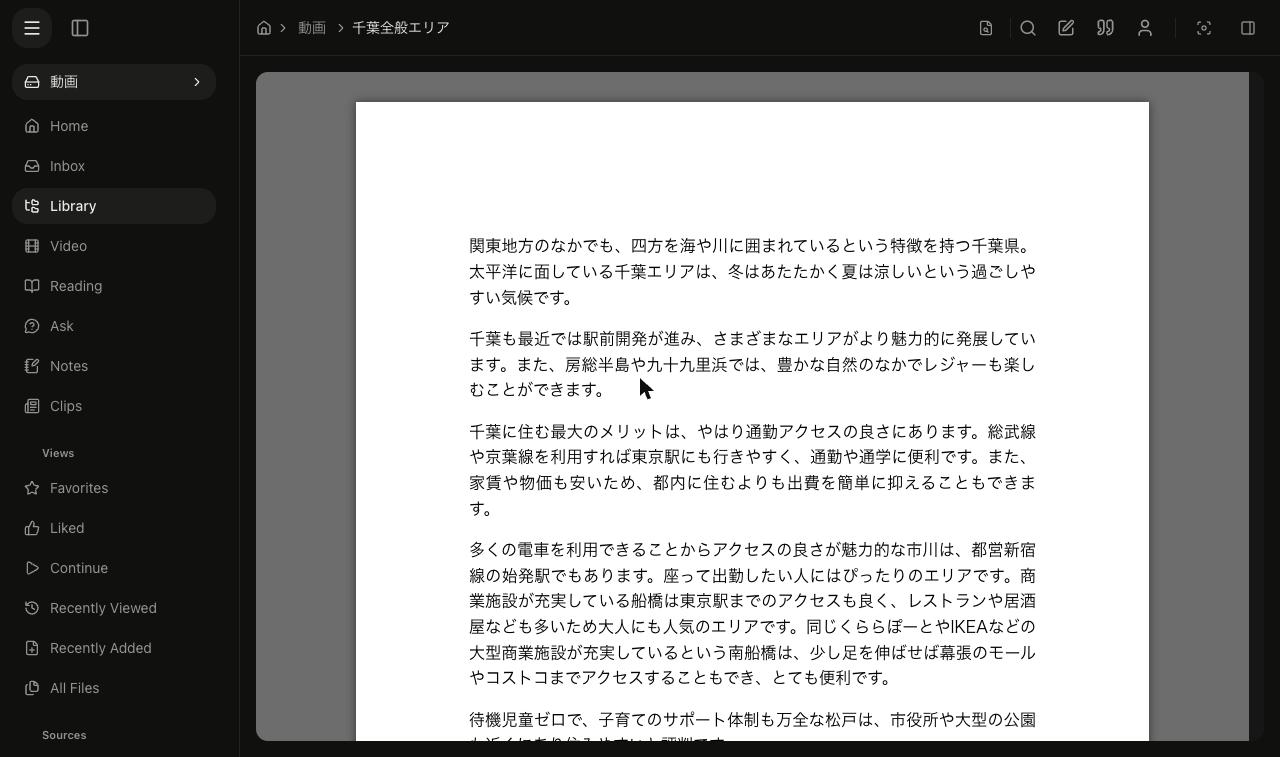 動画 千葉全般エリア
動画
Home
Inbox
Library
Video
Reading
Ask
Notes
Clips
Views
Favorites
Liked
Continue
Recently Viewed
Recently Added
All Files
Sources
関東地方のなかでも、四方を海や川に囲まれているという特徴を持つ千葉県。
太平洋に面している千葉エリアは、冬はあたたかく夏は涼しいという過ごしや
すい気候です。
千葉も最近では駅前開発が進み、さまざまなエリアがより魅力的に発展してい
ます。また、房総半島や九十九里浜では、豊かな自然のなかでレジャーも楽し
むことができます。
千葉に住む最大のメリットは、やはり通勤アクセスの良さにあります。総武線
や京葉線を利用すれば東京駅にも行きやすく、通勤や通学に便利です。また、
家賃や物価も安いため、都内に住むよりも出費を簡単に抑えることもできま
す。
多くの電車を利用できることからアクセスの良さが魅力的な市川は、都営新宿
線の始発駅でもあります。座って出勤したい人にはぴったりのエリアです。商
業施設が充実している船橋は東京駅までのアクセスも良く、レストランや居酒
屋なども多いため大人にも人気のエリアです。同じくららぽーとやIKEAなどの
大型商業施設が充実しているという南船橋は、少し足を伸ばせば幕張のモール
やコストコまでアクセスすることもでき、とても便利です。
待機児童ゼロで、子育てのサポート体制も万全な松戸は、市役所や大型の公園